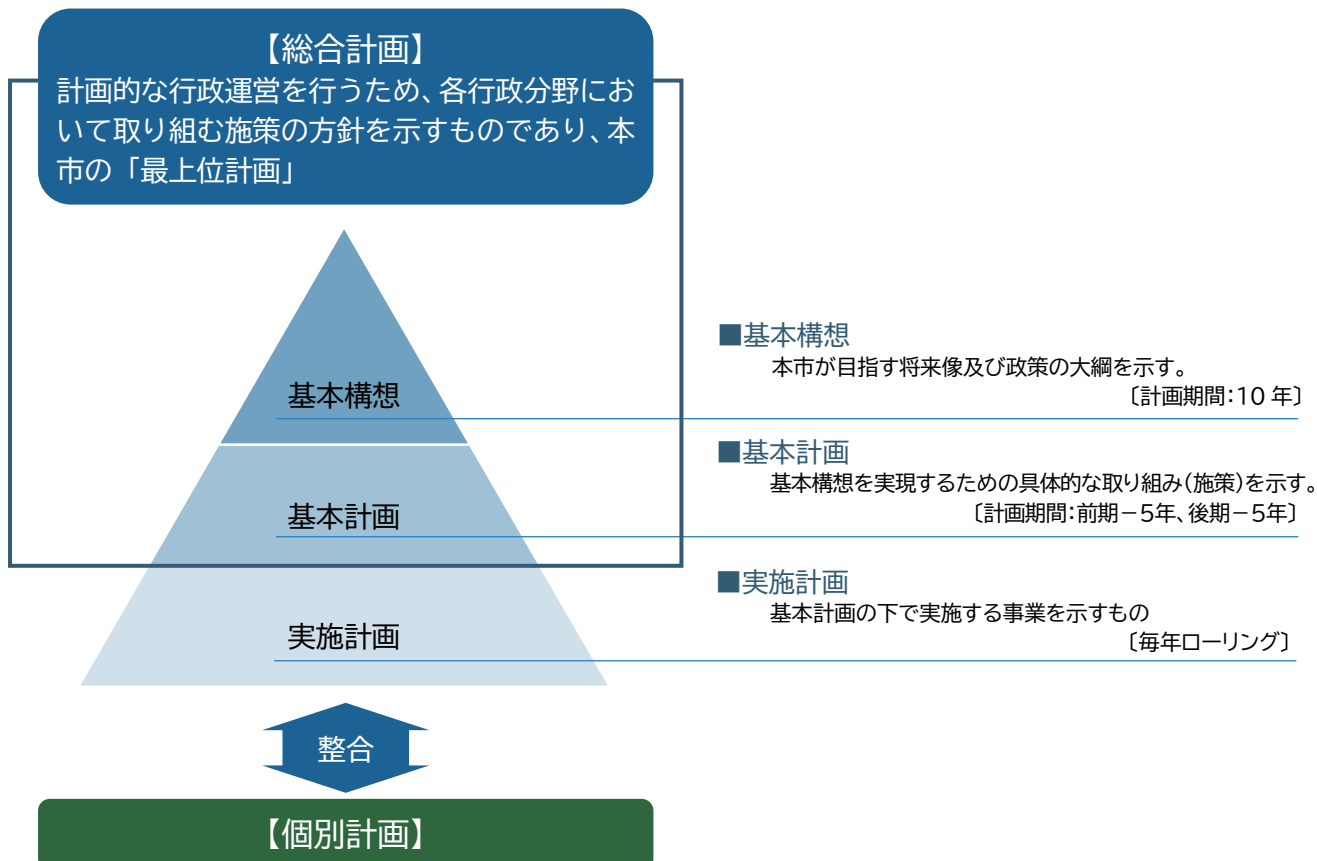 【総合計画】
計画的な行政運営を行うため、各行政分野にお
いて取り組む施策の方針を示すものであり、本
市の「最上位計画」
基本構想
■基本構想
本市が目指す将来像及び政策の大綱を示す。
〔計画期間：10 年〕
基本計画
■基本計画
基本構想を実現するための具体的な取り組み（施策）を示す。
〔計画期間：前期－５年、後期－５年〕
実施計画
■実施計画
基本計画の下で実施する事業を示すもの
〔毎年ローリング〕
整合
【個別計画】